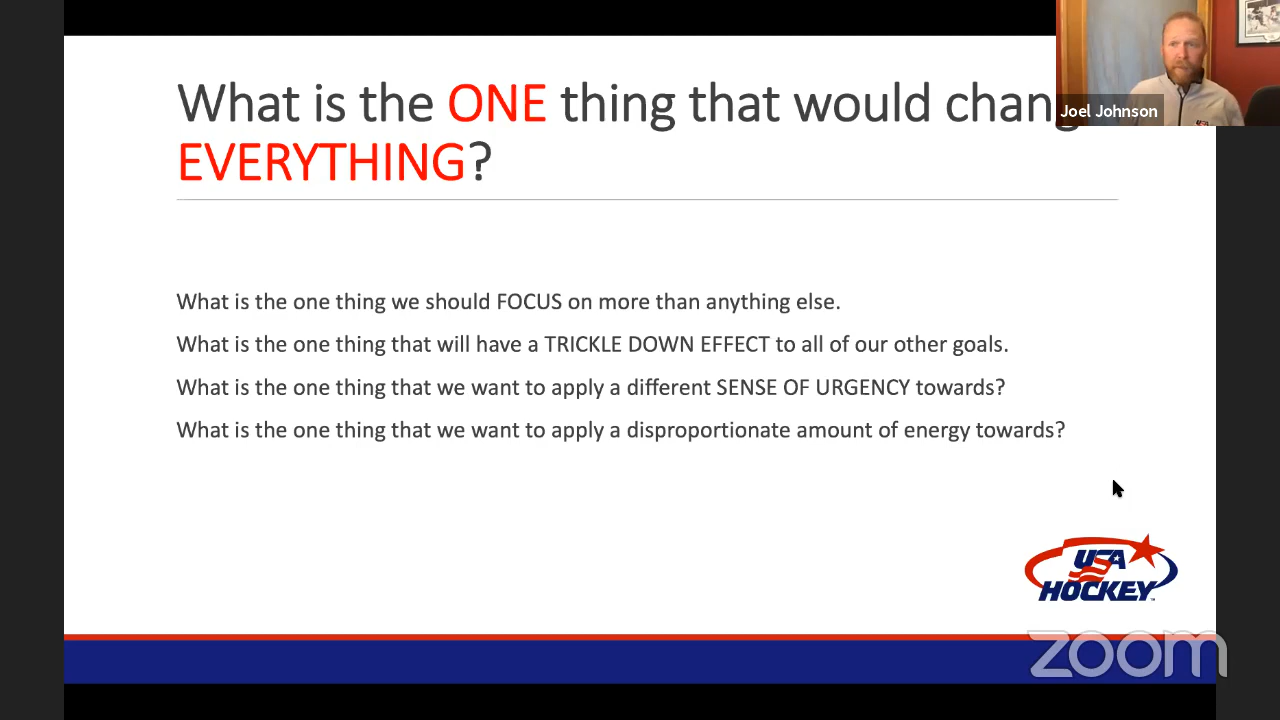 What is the ONE thing that would chang
EVERYTHING?
Joel Johnson
What is the one thing we should FOCUS on more than anything else.
What is the one thing that will have a TRICKLE DOWN EFFECT to all of our other goals.
What is the one thing that we want to apply a different SENSE OF URGENCY towards?
What is the one thing that we want to apply a disproportionate amount of energy towards?
USA
HOCKEY
zoom